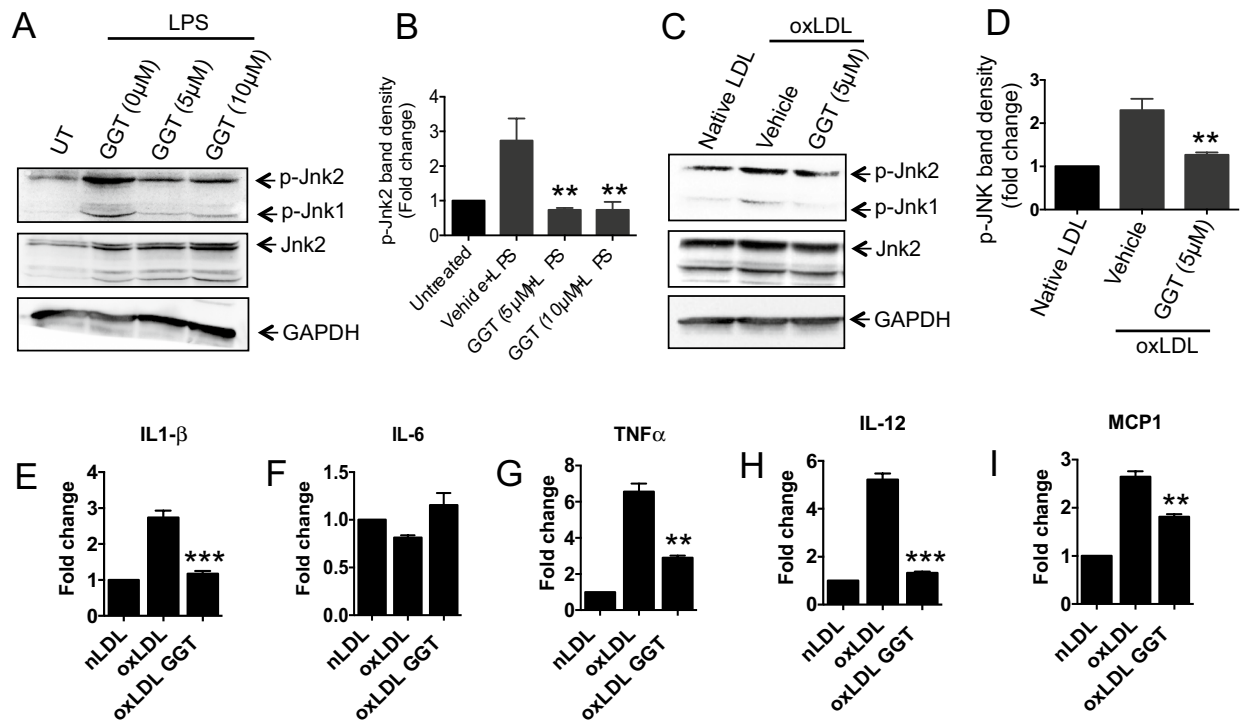 A
LPS
UT
GGT (0µM)
GGT (5µM)
GGT (10µM)
p-Jnk2
p-Jnk1
Jnk2
GAPDH
B
p-Jnk2 band density
(Fold change)
4
3
2
1
0
Untreated
Vehid e+L PS
GGT (5µM)+L PS
GGT (10µM)+L PS
**
**
C
oxLDL
Native LDL
Vehicle
GGT (5µM)
p-Jnk2
p-Jnk1
Jnk2
GAPDH
D
p-JNK band density
(fold change)
3
2
1
0
**
Native LDL
Vehicle
GGT (5µM)
oxLDL
E
IL1-β
Fold change
4
3
2
1
0
***
nLDL
oxLDL
oxLDL GGT
F
IL-6
Fold change
1.5
1.0
0.5
0.0
nLDL
oxLDL
oxLDL GGT
G
TNFα
Fold change
8
6
4
2
0
**
nLDL
oxLDL
oxLDL GGT
H
IL-12
Fold change
6
4
2
0
***
nLDL
oxLDL
oxLDL GGT
I
MCP1
Fold change
3
2
1
0
**
nLDL
oxLDL
oxLDL GGT